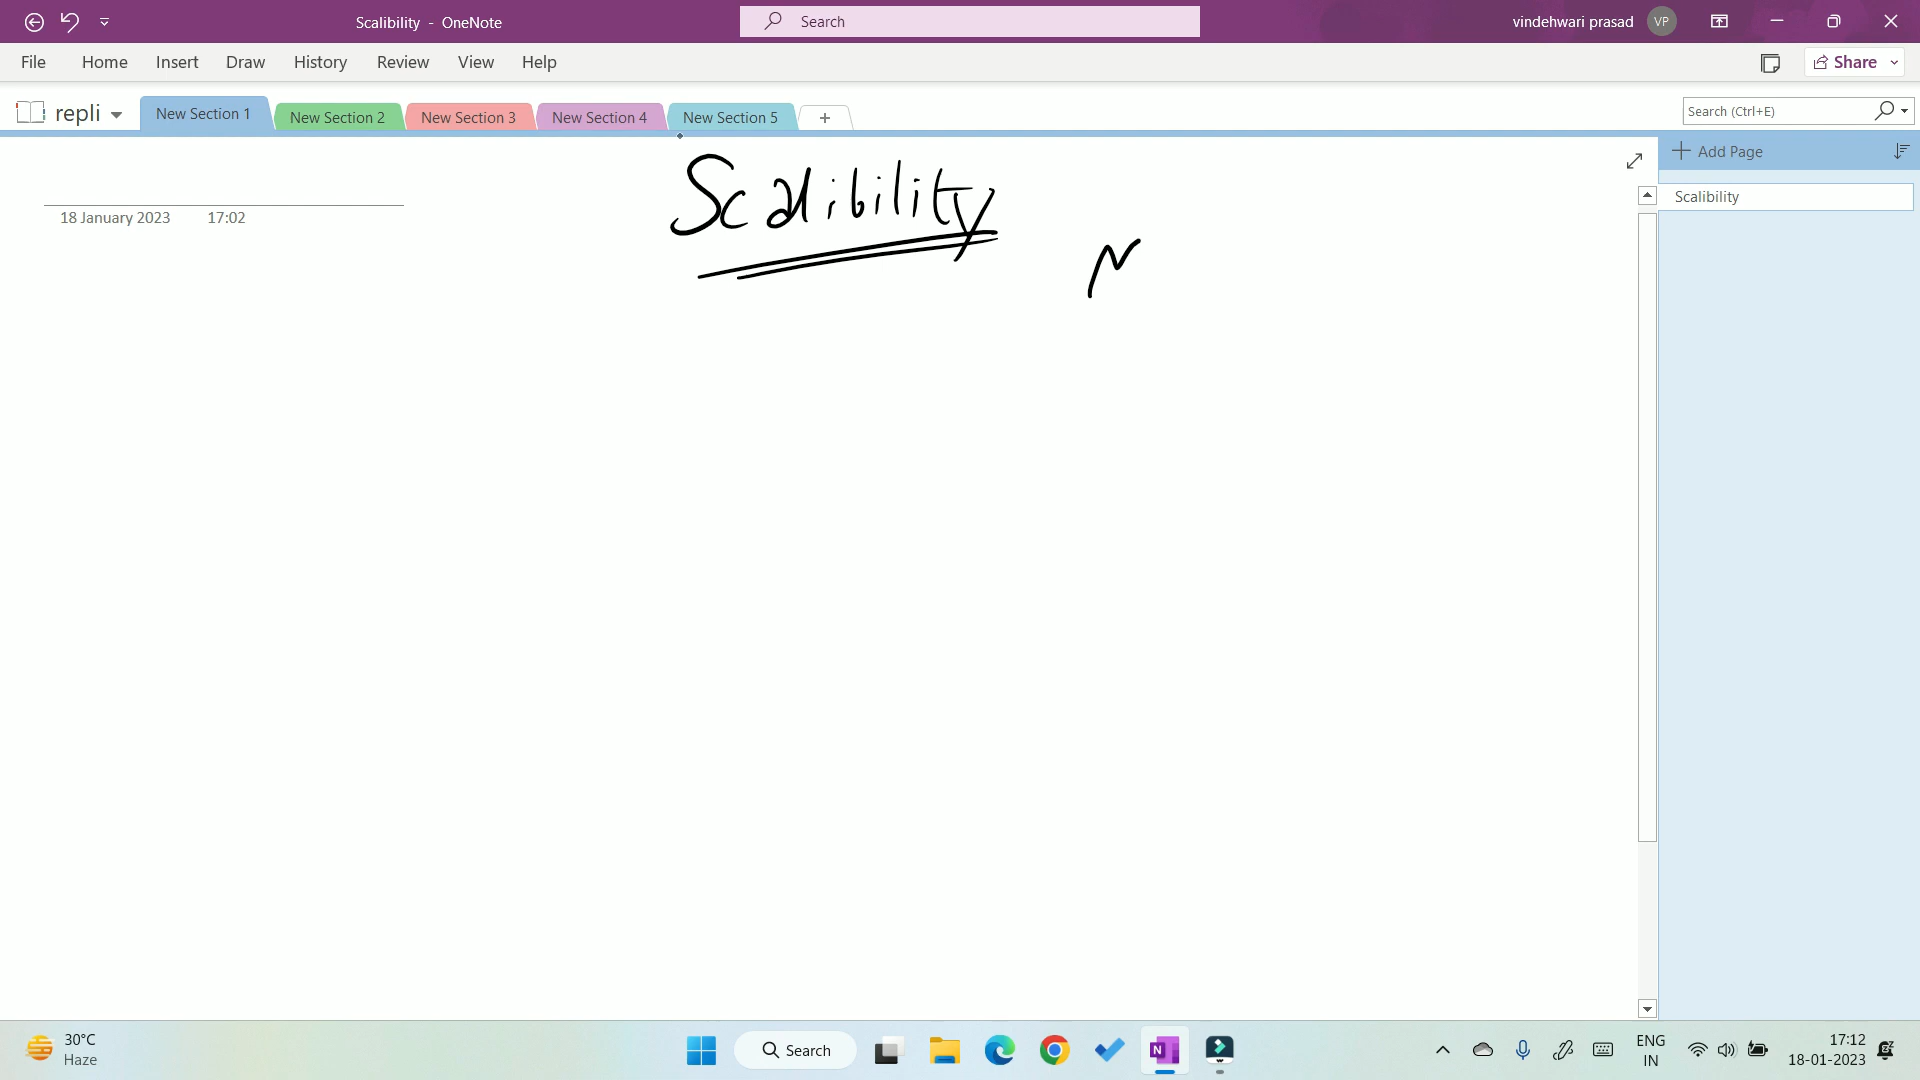 Scalibility - OneNote
Search
vindehwari prasad
VP
File Home Insert Draw History Review View Help
Share
repli
New Section 1
New Section 2
New Section 3
New Section 4
New Section 5
+
Search (Ctrl+E)
Add Page
Scalibility
18 January 2023 17:02
Scalibility
30°C
Haze
Search
ENG
IN
17:12
18-01-2023